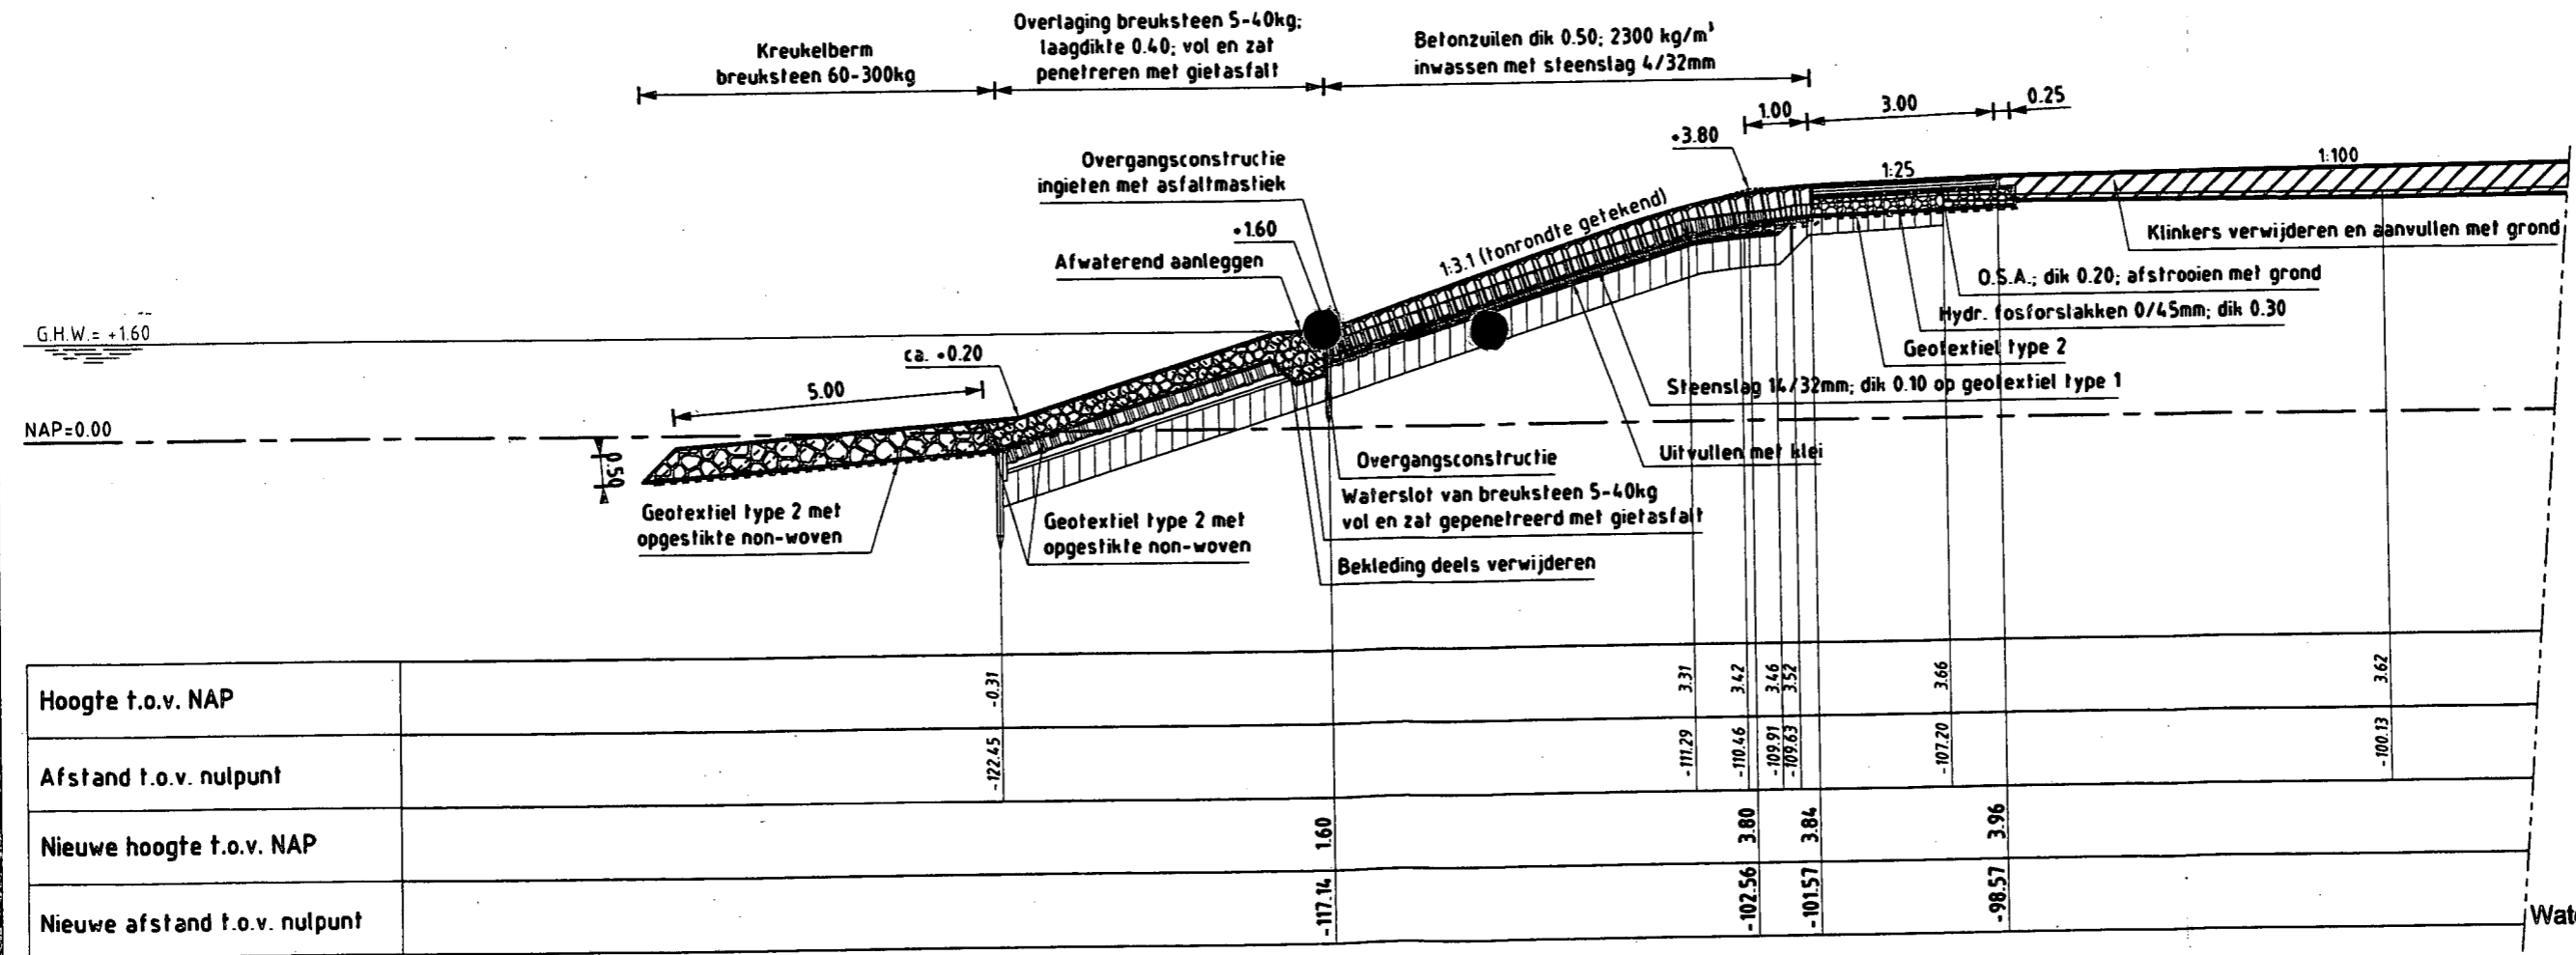 Kreukelberm
breuksteen 60-300kg
Overlaging breuksteen 5-40kg;
laagdikte 0.40; vol en zat
penetreren met gietasfalt
Betonzuilen dik 0.50; 2300 kg/m³
inwassen met steenslag 4/32mm
1.00
3.00
0.25
+3.80
Overgangsconstructie
ingieten met asfaltmastiek
+1.60
Afwaterend aanleggen
1:3.1 (tonrondte getekend)
1:25
1:100
Klinkers verwijderen en aanvullen met grond
O.S.A.; dik 0.20; afstrooien met grond
Hydr. fosforslakken 0/45mm; dik 0.30
Geotextiel type 2
Steenslag 14/32mm; dik 0.10 op geotextiel type 1
G.H.W.= +1.60
ca. +0.20
5.00
NAP=0.00
0.50
Uitvullen met klei
Overgangsconstructie
Waterslot van breuksteen 5-40kg
vol en zat gepenetreerd met gietasfalt
Bekleding deels verwijderen
Geotextiel type 2 met
opgestikte non-woven
Geotextiel type 2 met
opgestikte non-woven
Hoogte t.o.v. NAP
-0.31
3.31
3.42
3.46
3.52
3.66
3.62
Afstand t.o.v. nulpunt
-122.45
-111.29
-110.46
-109.91
-109.63
-107.20
-100.13
Nieuwe hoogte t.o.v. NAP
1.60
3.80
3.84
3.96
Nieuwe afstand t.o.v. nulpunt
-117.14
-102.56
-101.57
-98.57